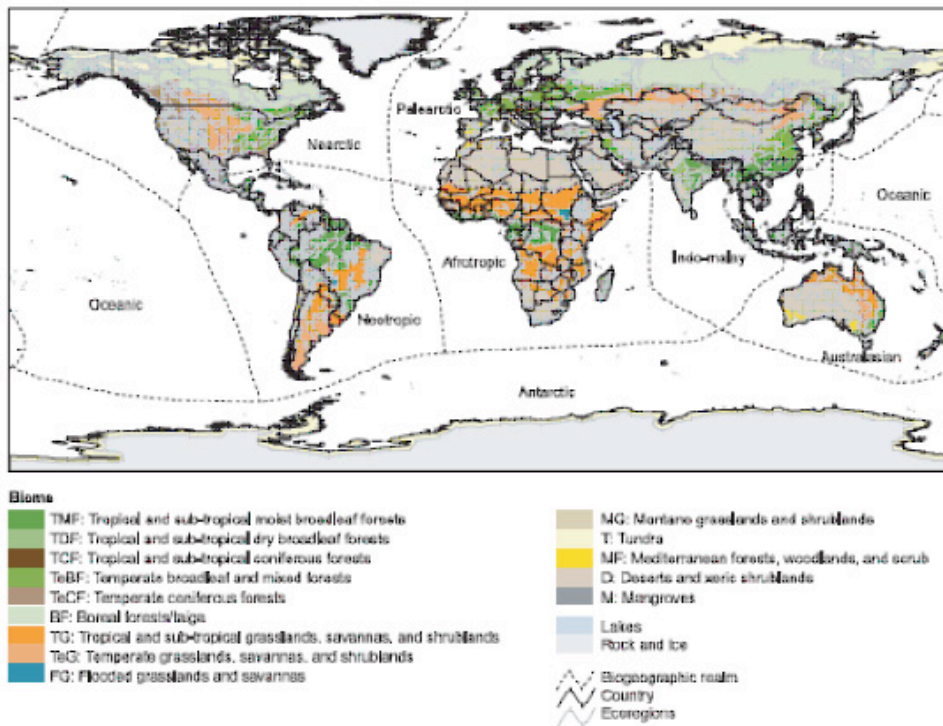 Palearctic
Nearctic
Oceanic
Afrotropic
Indo-malay
Oceanic
Neotropic
Australasian
Antarctic
Biome
TMF: Tropical and sub-tropical moist broadleaf forests
TDF: Tropical and sub-tropical dry broadleaf forests
TCF: Tropical and sub-tropical coniferous forests
TeBF: Temperate broadleaf and mixed forests
TeCF: Temperate coniferous forests
BF: Boreal forests/taiga
TG: Tropical and sub-tropical grasslands, savannas, and shrublands
TeG: Temperate grasslands, savannas, and shrublands
FG: Flooded grasslands and savannas
MG: Montane grasslands and shrublands
T: Tundra
MF: Mediterranean forests, woodlands, and scrub
D: Deserts and xeric shrublands
M: Mangroves
Lakes
Rock and Ice
Biogeographic realm
Country
Ecoregions